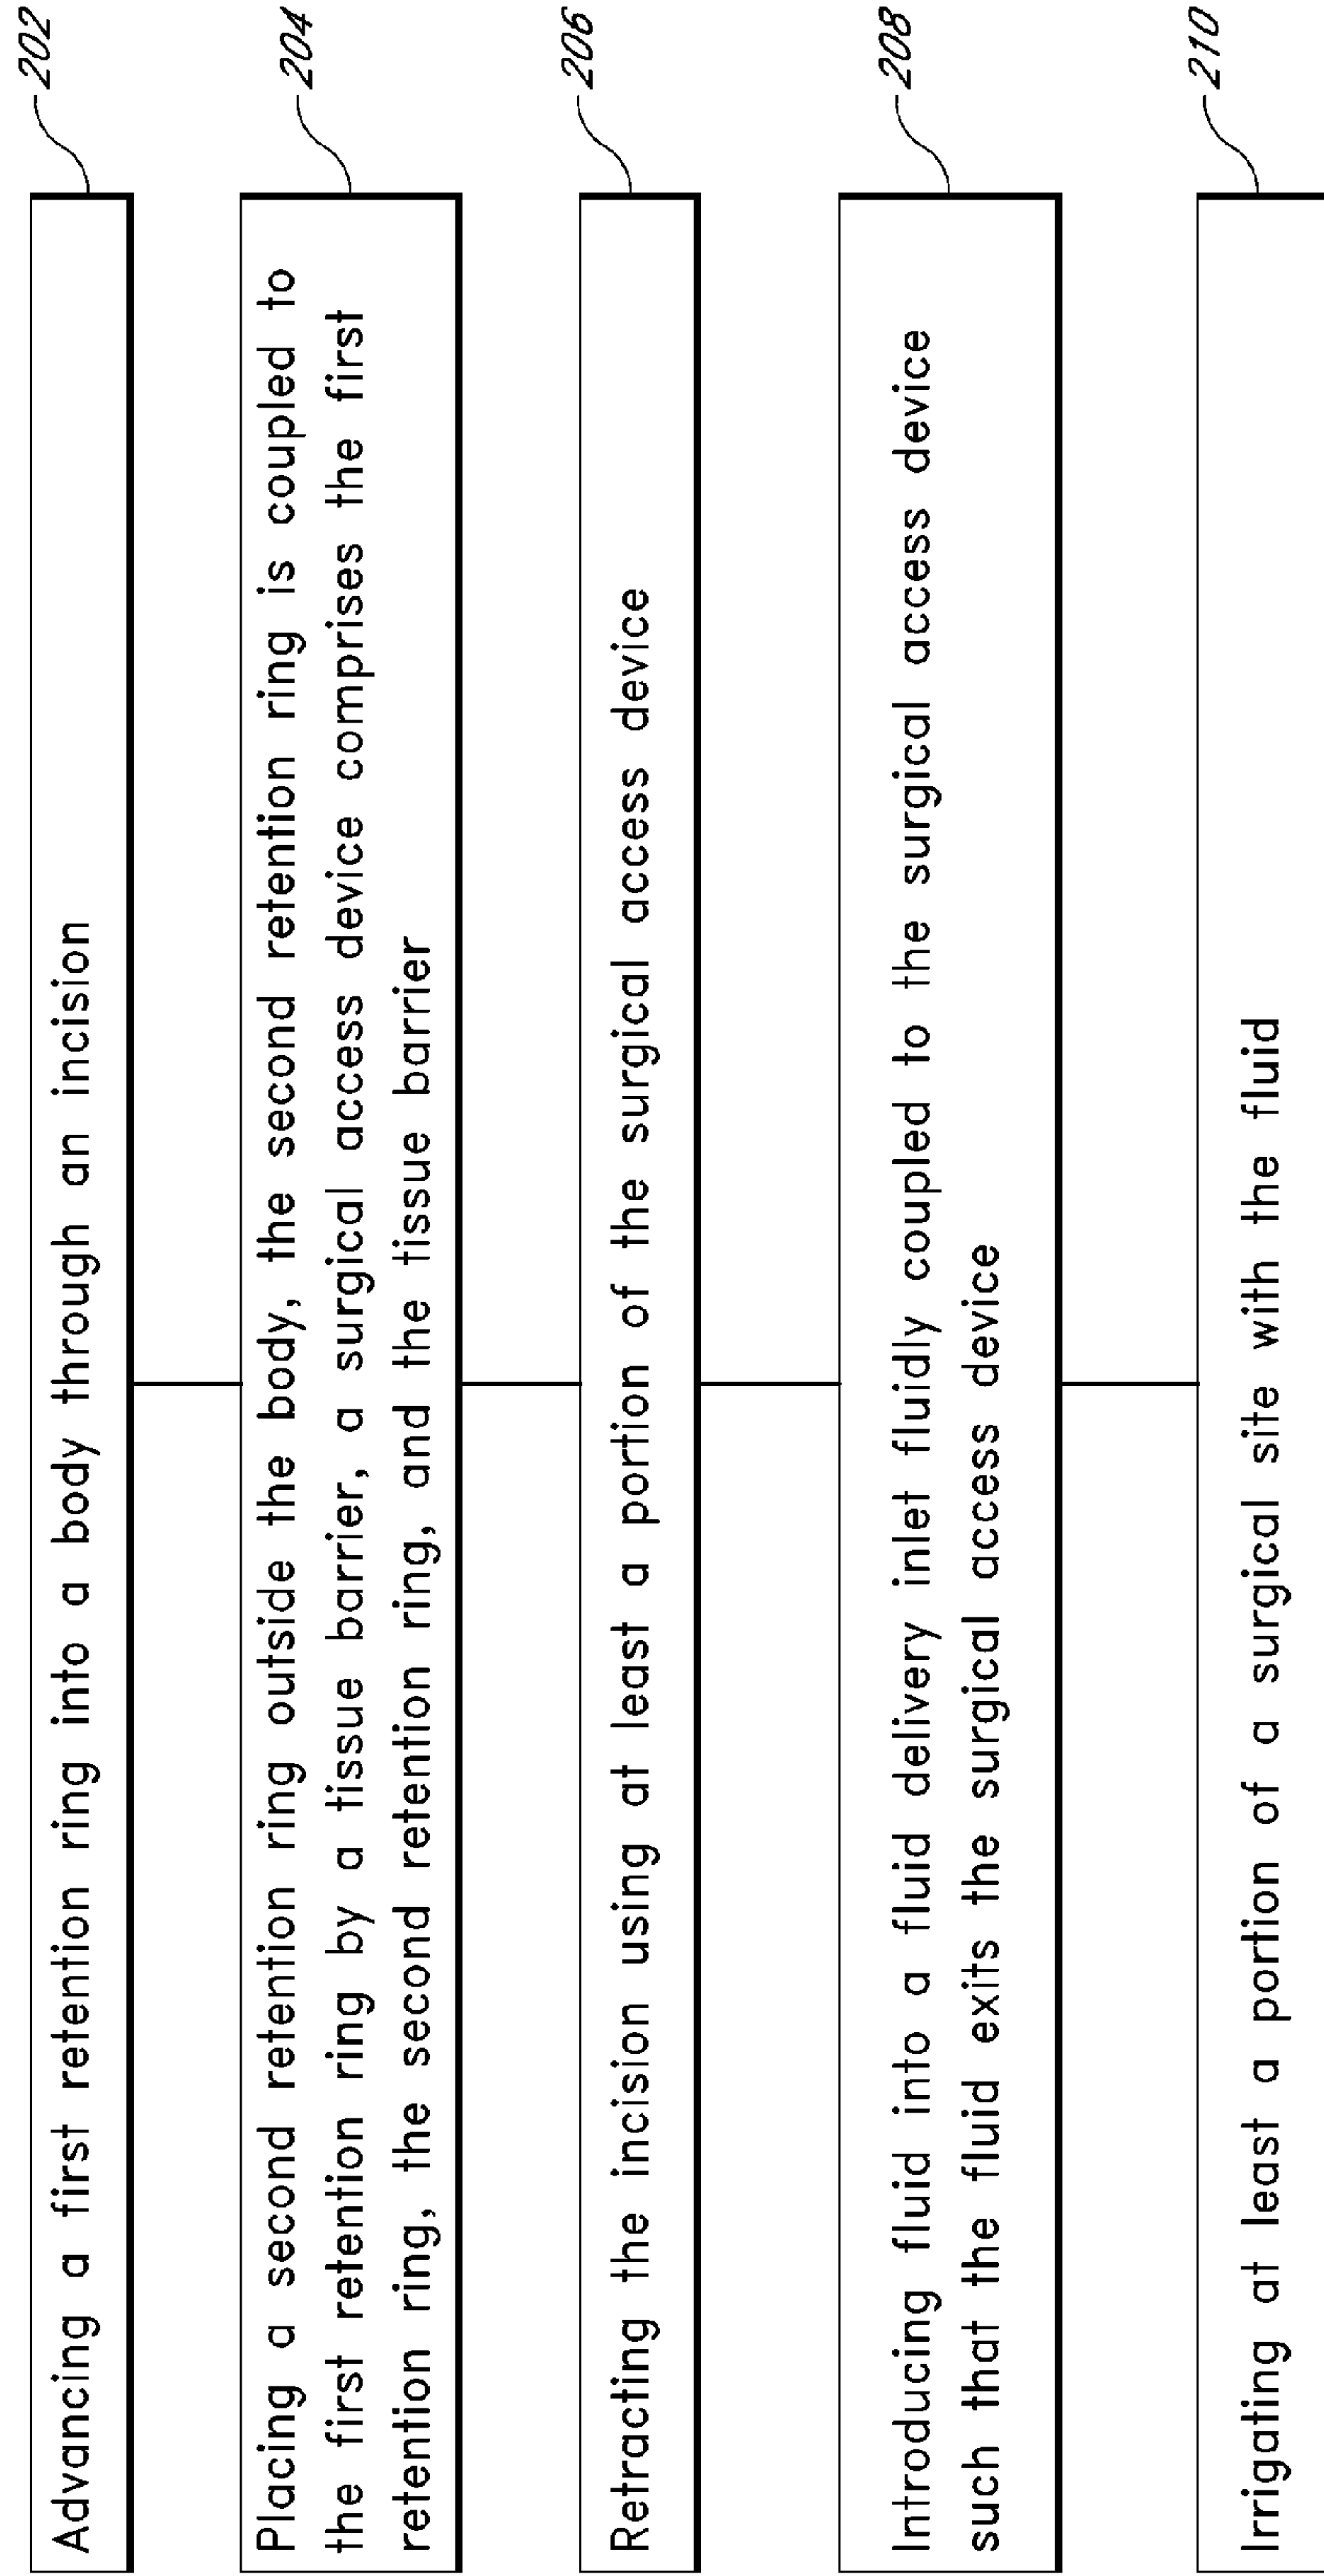 Advancing a first retention ring into a body through an incision
202
Placing a second retention ring outside the body, the second retention ring is coupled to
the first retention ring by a tissue barrier, a surgical access device comprises the first
retention ring, the second retention ring, and the tissue barrier
204
Retracting the incision using at least a portion of the surgical access device
206
Introducing fluid into a fluid delivery inlet fluidly coupled to the surgical access device
such that the fluid exits the surgical access device
208
Irrigating at least a portion of a surgical site with the fluid
210